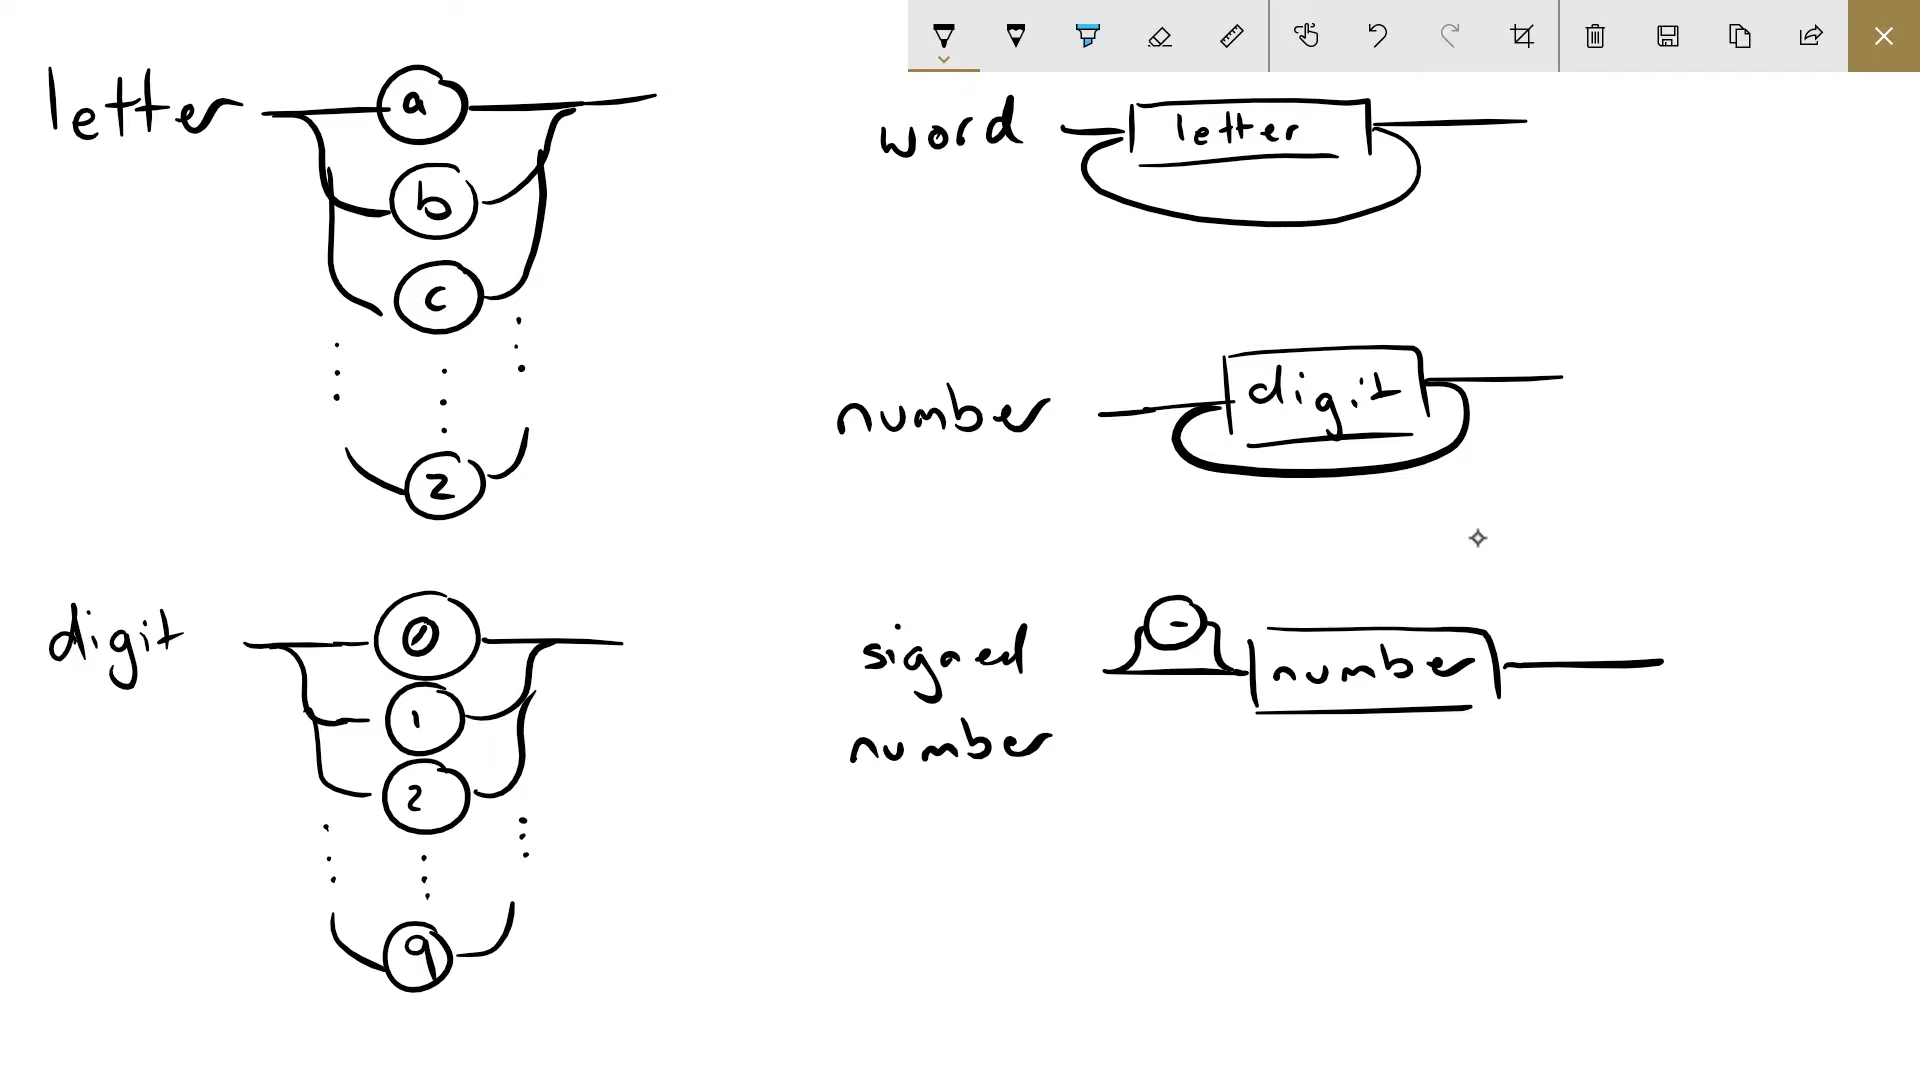 letter
a
b
c
z
digit
0
1
2
9
word
letter
number
digit
signed
number
-
number